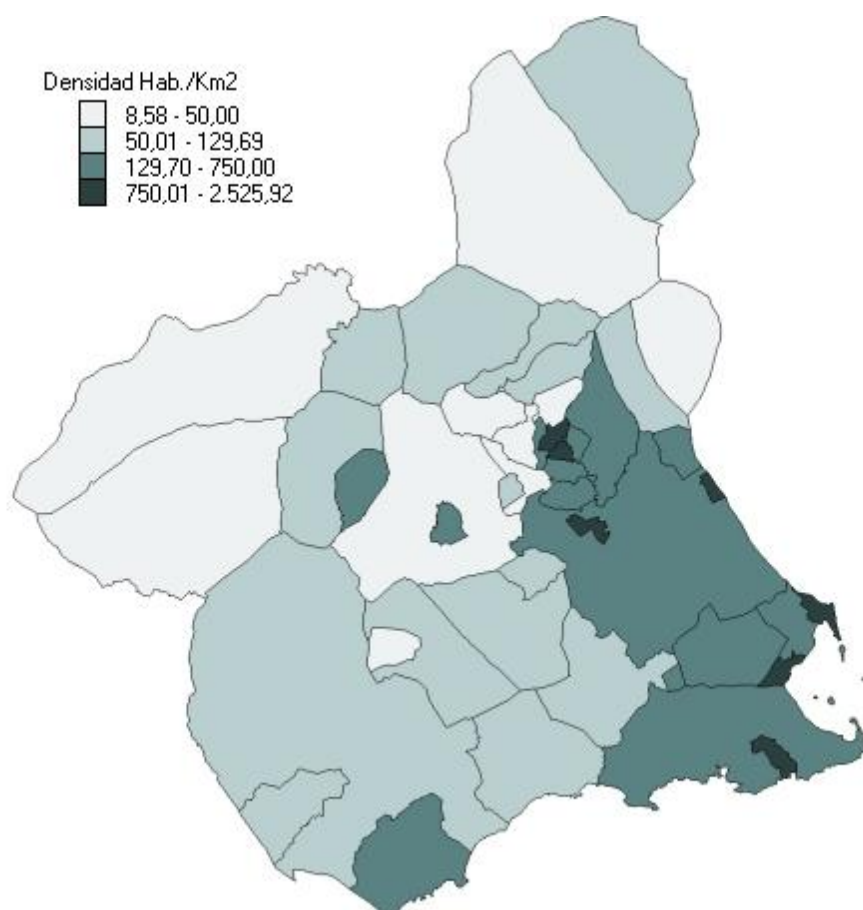 Densidad Hab./Km2
8,58 - 50,00
50,01 - 129,69
129,70 - 750,00
750,01 - 2.525,92